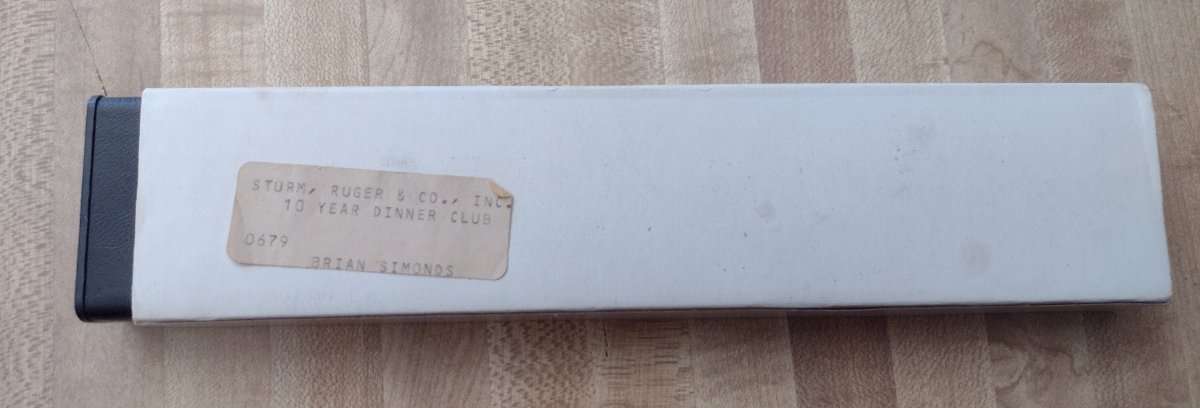 STURM, RUGER & CO., INC.
10 YEAR DINNER CLUB
0679
BRIAN SIMONDS